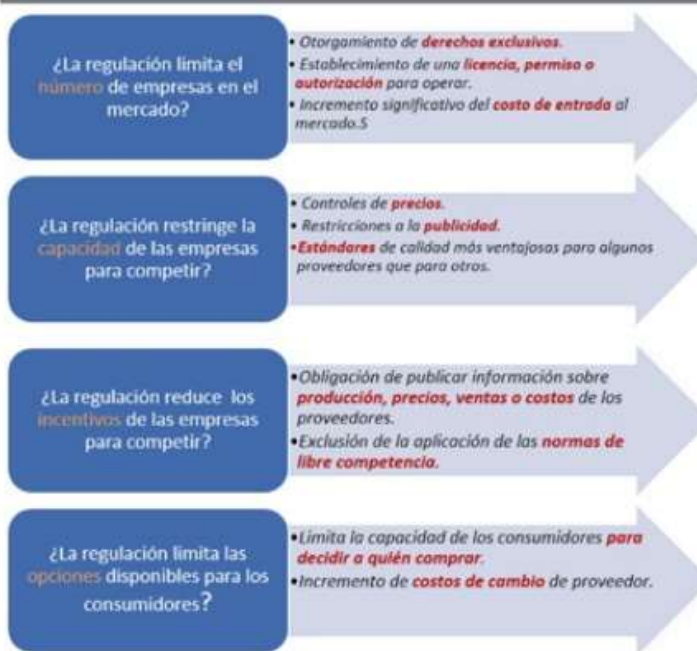 ¿La regulación limita el
número de empresas en el
mercado?
• Otorgamiento de derechos exclusivos.
• Establecimiento de una licencia, permiso o
autorización para operar.
• Incremento significativo del costo de entrada al
mercado.S
¿La regulación restringe la
capacidad de las empresas
para competir?
• Controles de precios.
• Restricciones a la publicidad.
•Estándares de calidad más ventajosas para algunos
proveedores que para otros.
¿La regulación reduce los
incentivos de las empresas
para competir?
•Obligación de publicar información sobre
producción, precios, ventas o costos de los
proveedores.
•Exclusión de la aplicación de las normas de
libre competencia.
¿La regulación limita las
opciones disponibles para los
consumidores?
•Limita la capacidad de los consumidores para
decidir a quién comprar.
•Incremento de costos de cambio de proveedor.